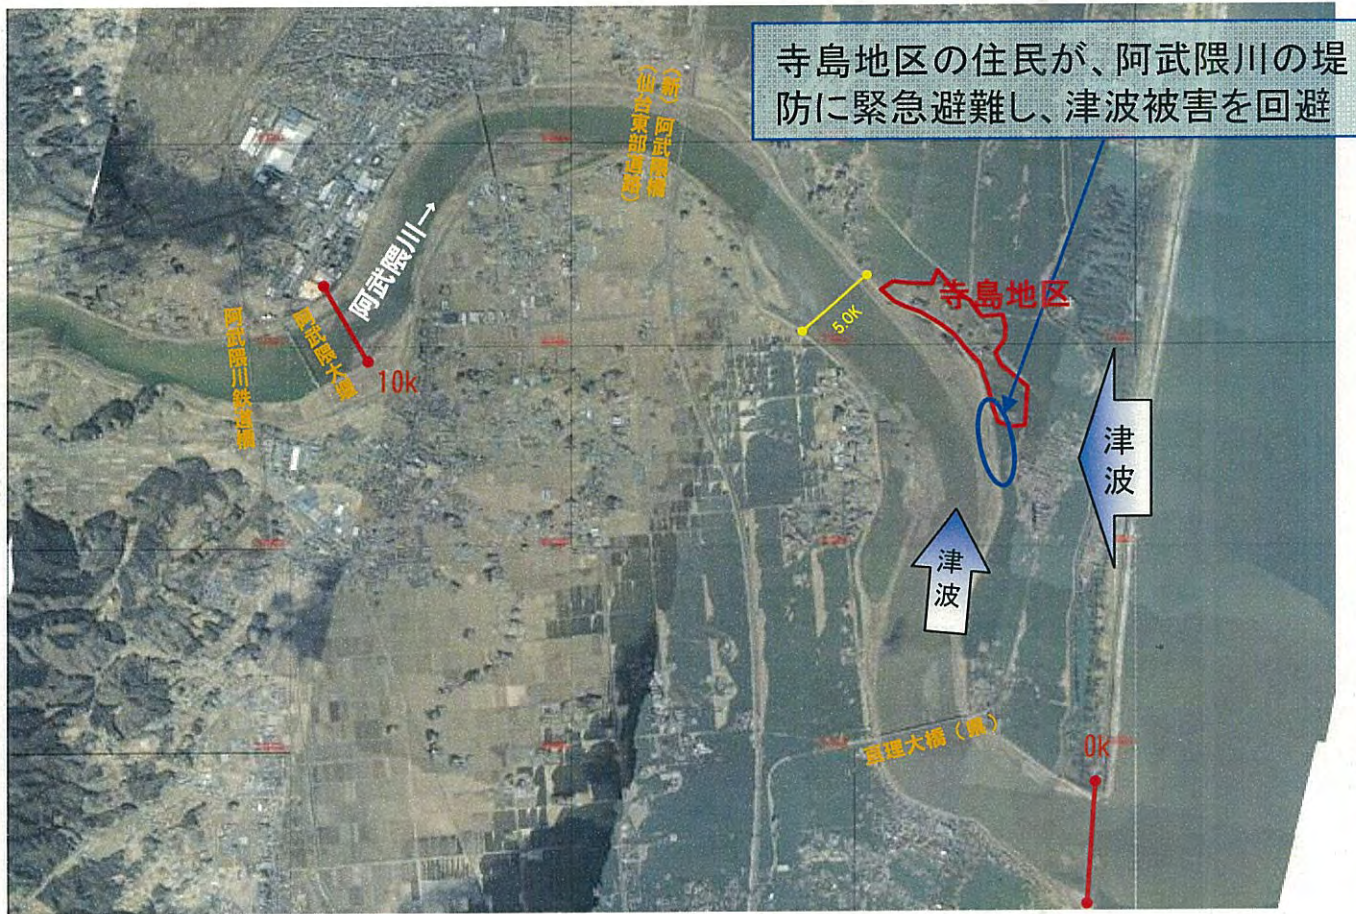 寺島地区の住民が、阿武隈川の堤
防に緊急避難し、津波被害を回避
（新）阿武隈橋
（仙台東部道路）
阿武隈川→
寺島地区
5.0K
阿武隈大堰
阿武隈川鉄道橋
10k
津波
津波
亘理大橋（県）
0k